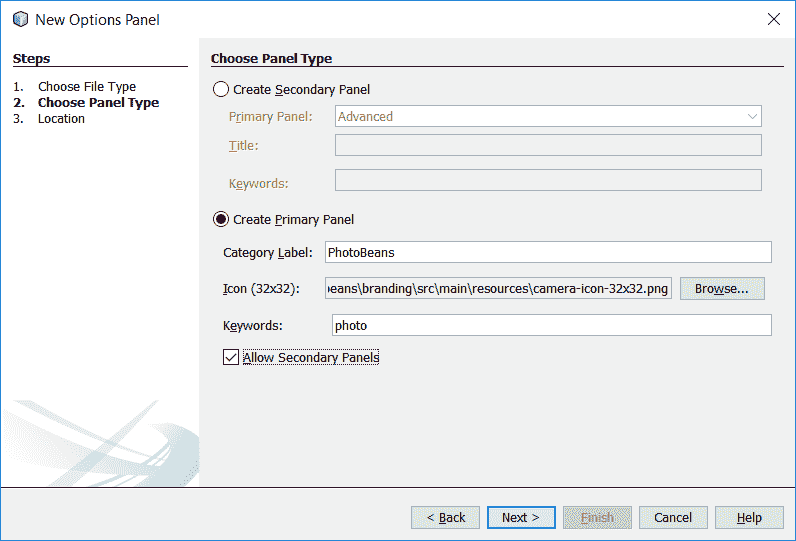 New Options Panel
Steps
1. Choose File Type
2. Choose Panel Type
3. Location
Choose Panel Type
Create Secondary Panel
Primary Panel: Advanced
Title:
Keywords:
Create Primary Panel
Category Label: PhotoBeans
Icon (32x32): beans\branding\src\main\resources\camera-icon-32x32.png Browse...
Keywords: photo
Allow Secondary Panels
< Back Next > Finish Cancel Help